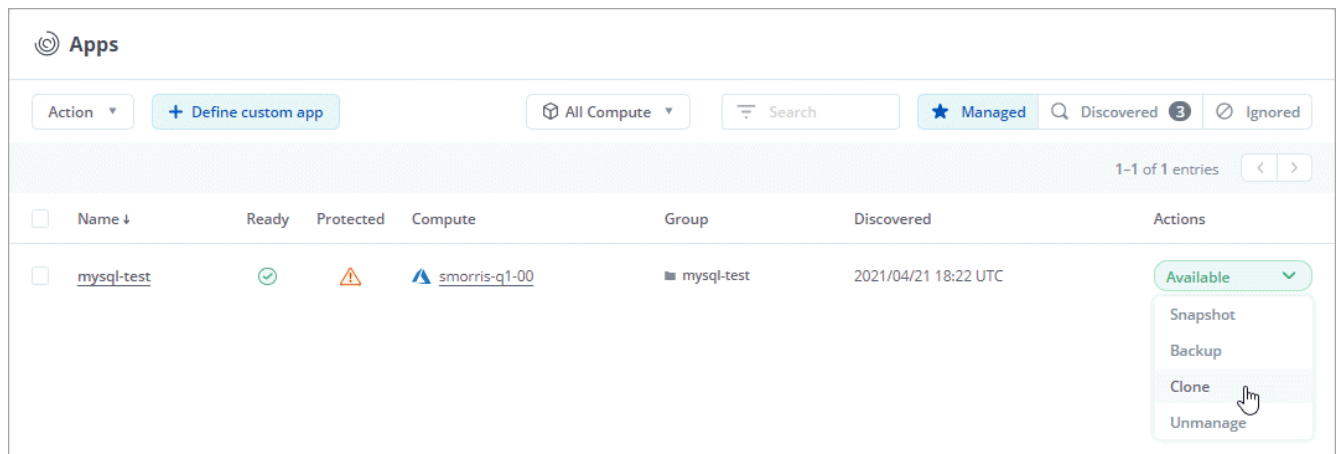 Apps
Action + Define custom app All Compute Search Managed Discovered 3 Ignored
1–1 of 1 entries < >
Name ↓ Ready Protected Compute Group Discovered Actions
mysql-test smorris-q1-00 mysql-test 2021/04/21 18:22 UTC Available
Snapshot
Backup
Clone
Unmanage